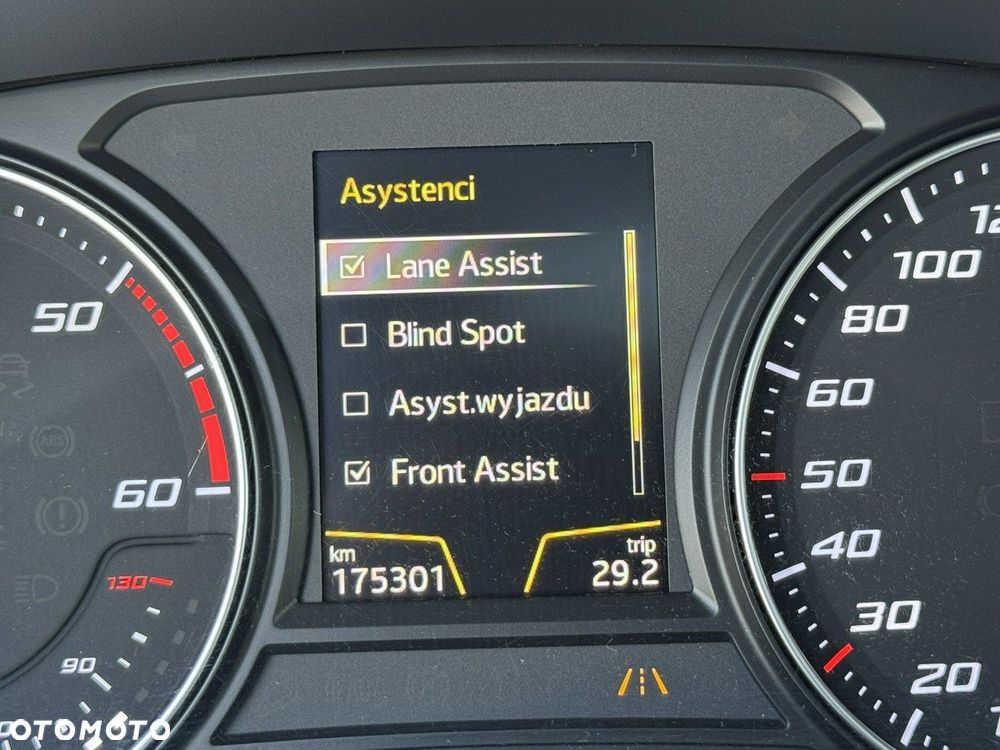 Asystenci
Lane Assist
Blind Spot
Asyst.wyjazdu
Front Assist
km
175301
trip
29.2
50
60
130
90
100
80
60
50
40
30
20
OTOMOTO